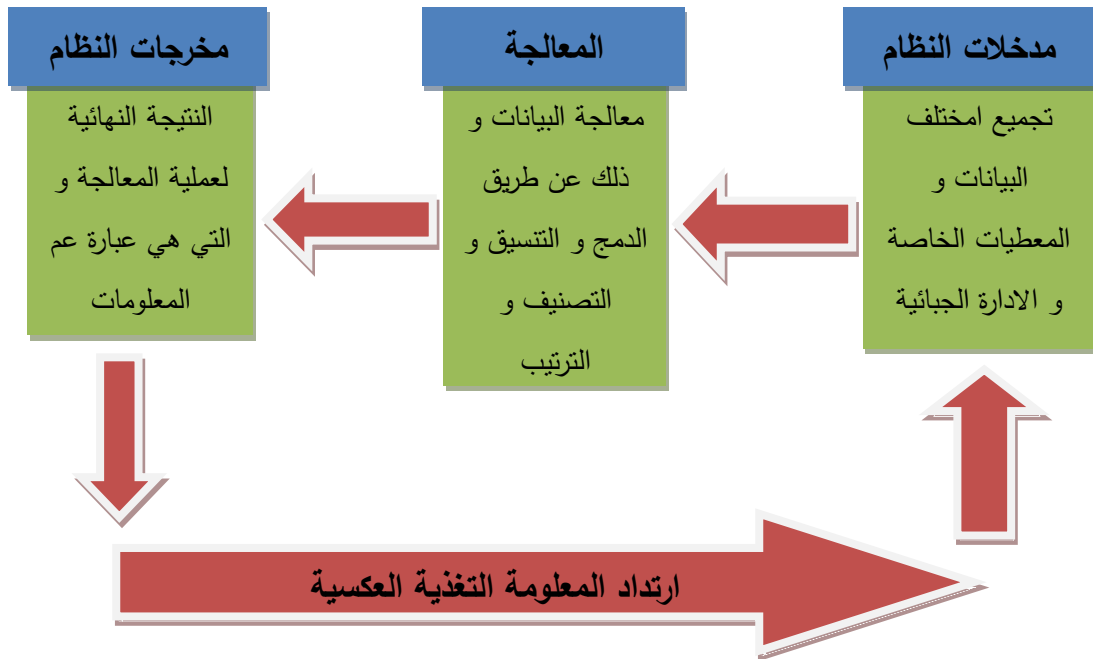 مدخلات النظام
تجميع امختلف
البيانات و
المعطيات الخاصة
و الادارة الجبائية
المعالجة
معالجة البيانات و
ذلك عن طريق
الدمج و التنسيق و
التصنيف و
الترتيب
مخرجات النظام
النتيجة النهائية
لعملية المعالجة و
التي هي عبارة عم
المعلومات
ارتداد المعلومة التغذية العكسية